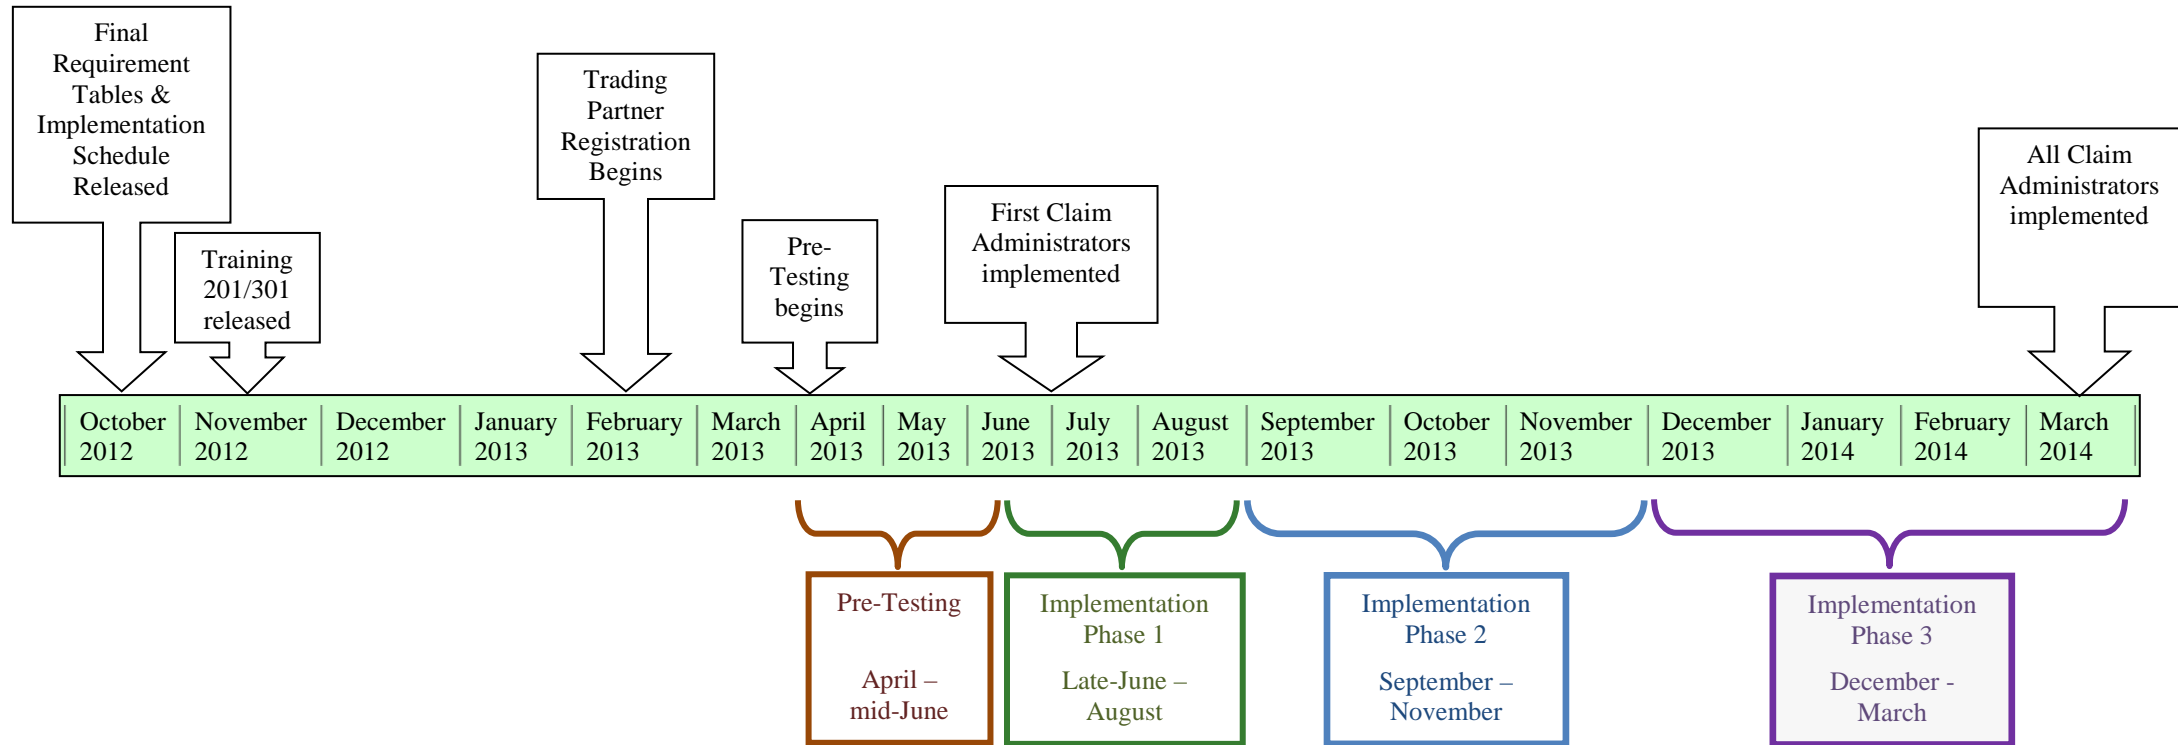 Final
Requirement
Tables &
Implementation
Schedule
Released
Training
201/301
released
Trading
Partner
Registration
Begins
Pre-
Testing
begins
First Claim
Administrators
implemented
All Claim
Administrators
implemented
October
2012
November
2012
December
2012
January
2013
February
2013
March
2013
April
2013
May
2013
June
2013
July
2013
August
2013
September
2013
October
2013
November
2013
December
2013
January
2014
February
2014
March
2014
Pre-Testing
April –
mid-June
Implementation
Phase 1
Late-June –
August
Implementation
Phase 2
September –
November
Implementation
Phase 3
December -
March